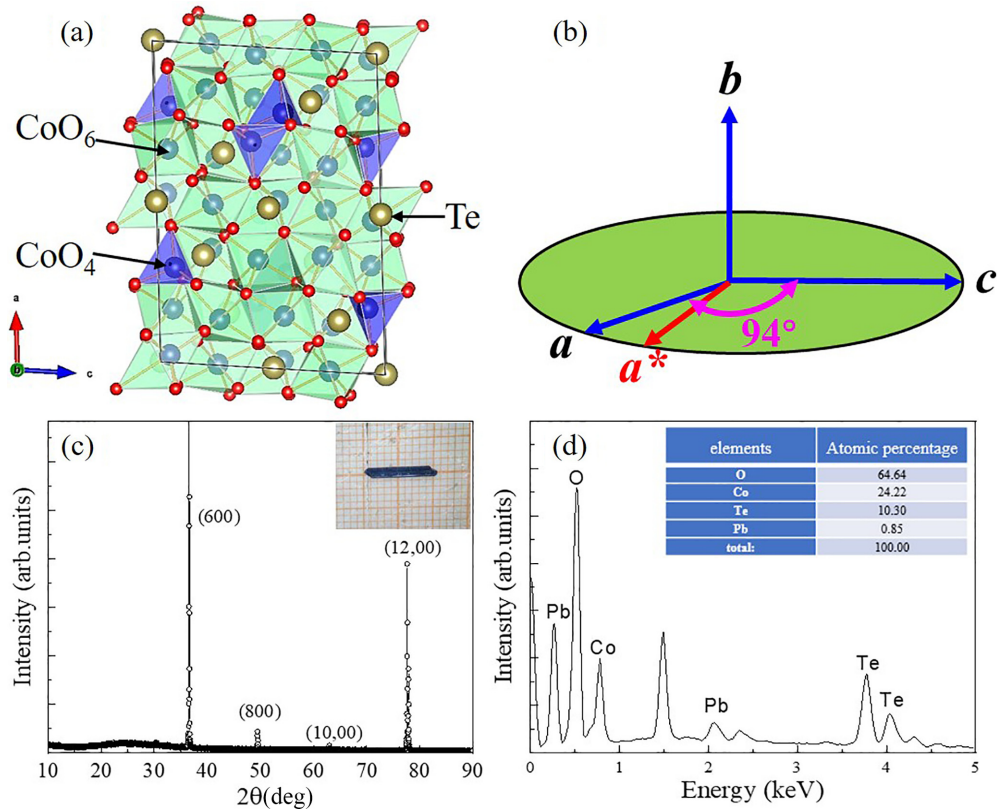 (a)
CoO₆
Te
CoO₄
a
b
c
(b)
b
c
a
a*
94°
(c)
(600)
(12,00)
(800)
(10,00)
Intensity (arb.units)
10 20 30 40 50 60 70 80 90
2θ(deg)
(d)
elements Atomic percentage
O 64.64
Co 24.22
Te 10.30
Pb 0.85
total: 100.00
O
Pb
Co
Te
Te
Pb
Intensity (arb.units)
0 1 2 3 4 5
Energy (keV)